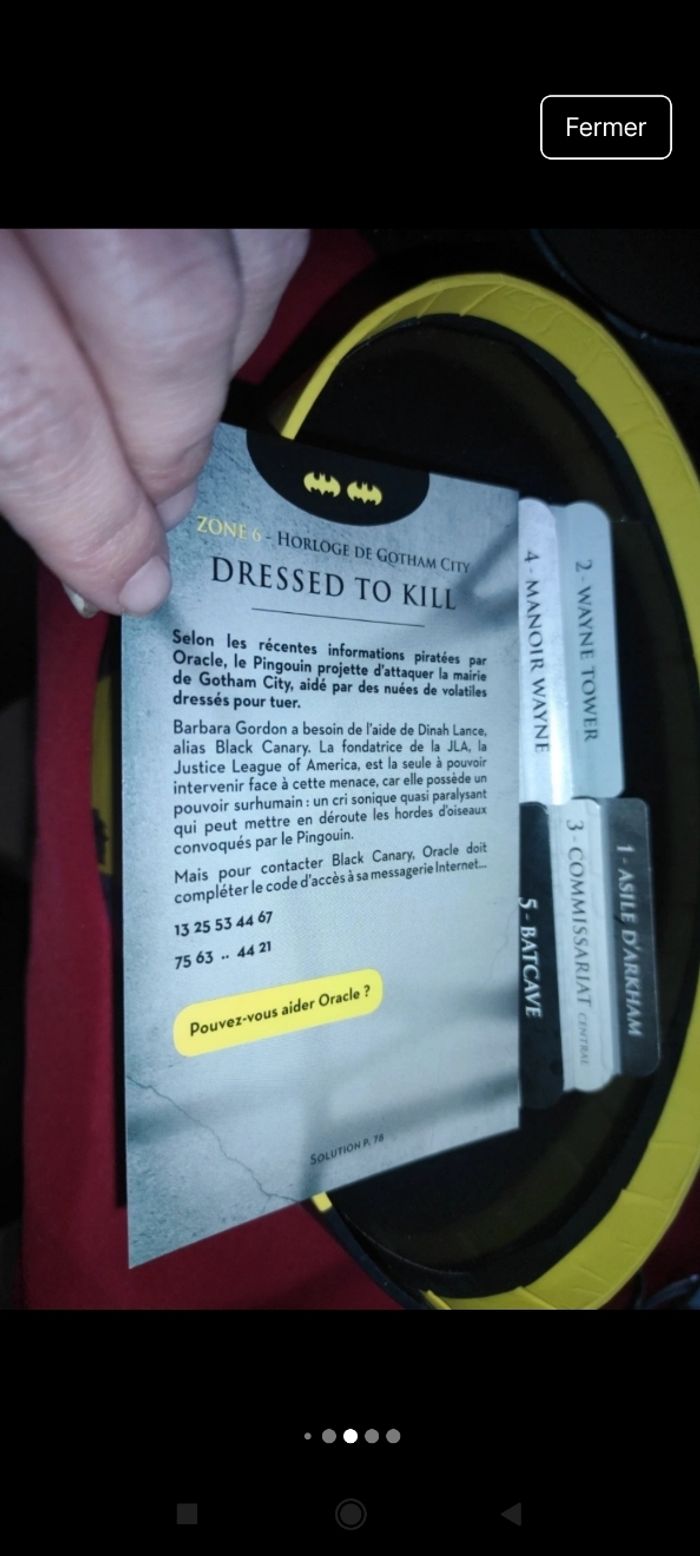 Fermer
ZONE 6 - HORLOGE DE GOTHAM CITY
DRESSED TO KILL
Selon les récentes informations piratées par
Oracle, le Pingouin projette d'attaquer la mairie
de Gotham City, aidé par des nuées de volatiles
dressés pour tuer.
Barbara Gordon a besoin de l'aide de Dinah Lance,
alias Black Canary. La fondatrice de la JLA, la
Justice League of America, est la seule à pouvoir
intervenir face à cette menace, car elle possède un
pouvoir surhumain : un cri sonique quasi paralysant
qui peut mettre en déroute les hordes d'oiseaux
convoqués par le Pingouin.
Mais pour contacter Black Canary, Oracle doit
compléter le code d'accès à sa messagerie Internet...
13 25 53 44 67
75 63 .. 44 21
Pouvez-vous aider Oracle ?
SOLUTION P. 78
4 - MANOIR WAYNE
2 - WAYNE TOWER
5 - BATCAVE
3 - COMMISSARIAT CENTRAL
1 - ASILE D'ARKHAM